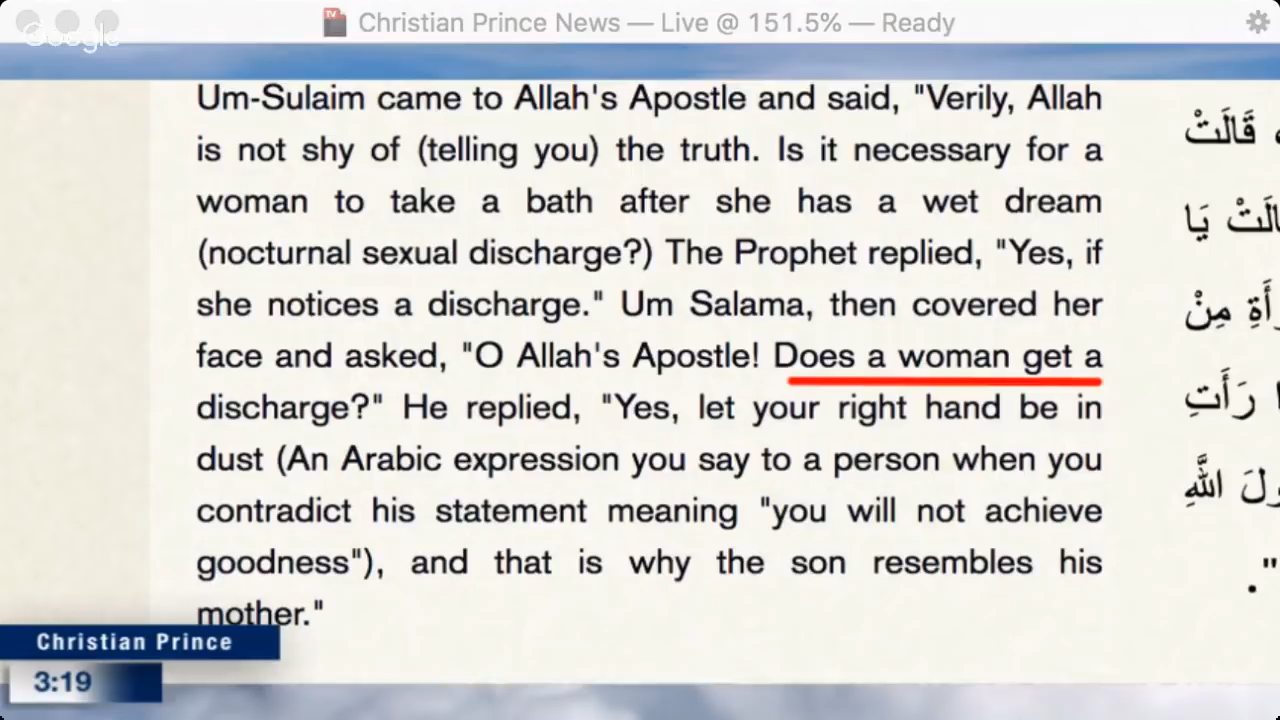 Christian Prince News — Live @ 151.5% — Ready
TV
Google
Um-Sulaim came to Allah's Apostle and said, "Verily, Allah
is not shy of (telling you) the truth. Is it necessary for a
woman to take a bath after she has a wet dream
(nocturnal sexual discharge?) The Prophet replied, "Yes, if
she notices a discharge." Um Salama, then covered her
face and asked, "O Allah's Apostle! Does a woman get a
discharge?" He replied, "Yes, let your right hand be in
dust (An Arabic expression you say to a person when you
contradict his statement meaning "you will not achieve
goodness"), and that is why the son resembles his
mother."
قَالَتْ
يَا
مِنْ
رَأَتِ
اللَّهِ
."
Christian Prince
3:19